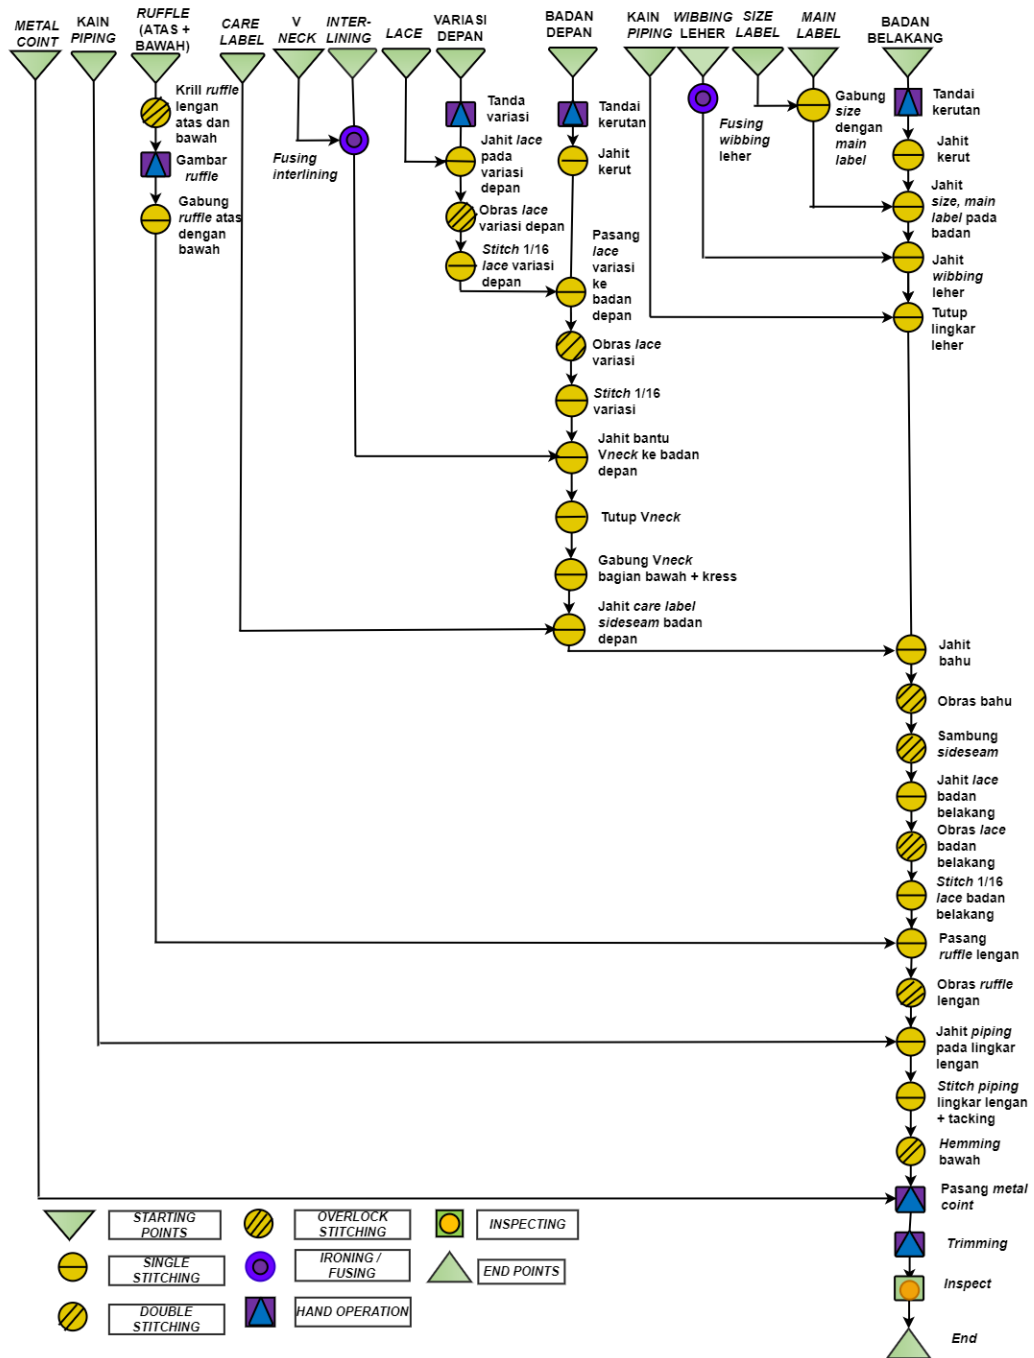 METAL
COINT
KAIN
PIPING
RUFFLE
(ATAS +
BAWAH)
CARE
LABEL
V
NECK
INTER-
LINING
LACE
VARIASI
DEPAN
BADAN
DEPAN
KAIN
PIPING
WIBBING
LEHER
SIZE
LABEL
MAIN
LABEL
BADAN
BELAKANG
Krill ruffle
lengan
atas dan
bawah
Gambar
ruffle
Gabung
ruffle atas
dengan
bawah
Fusing
interlining
Tanda
variasi
Jahit lace
pada
variasi
depan
Obras lace
variasi depan
Stitch 1/16
lace variasi
depan
Tandai
kerutan
Jahit
kerut
Pasang
lace
variasi
ke
badan
depan
Obras lace
variasi
Stitch 1/16
variasi
Jahit bantu
Vneck ke badan
depan
Tutup Vneck
Gabung Vneck
bagian bawah + kress
Jahit care label
sideseam badan
depan
Fusing
wibbing
leher
Gabung
size
dengan
main
label
Tandai
kerutan
Jahit
kerut
Jahit
size, main
label pada
badan
Jahit
wibbing
leher
Tutup
lingkar
leher
Jahit
bahu
Obras bahu
Sambung
sideseam
Jahit lace
badan
belakang
Obras lace
badan
belakang
Stitch 1/16
lace badan
belakang
Pasang
ruffle lengan
Obras ruffle
lengan
Jahit piping
pada lingkar
lengan
Stitch piping
lingkar lengan
+ tacking
Hemming
bawah
Pasang metal
coint
Trimming
Inspect
End
STARTING
POINTS
SINGLE
STITCHING
DOUBLE
STITCHING
OVERLOCK
STITCHING
IRONING /
FUSING
HAND OPERATION
INSPECTING
END POINTS